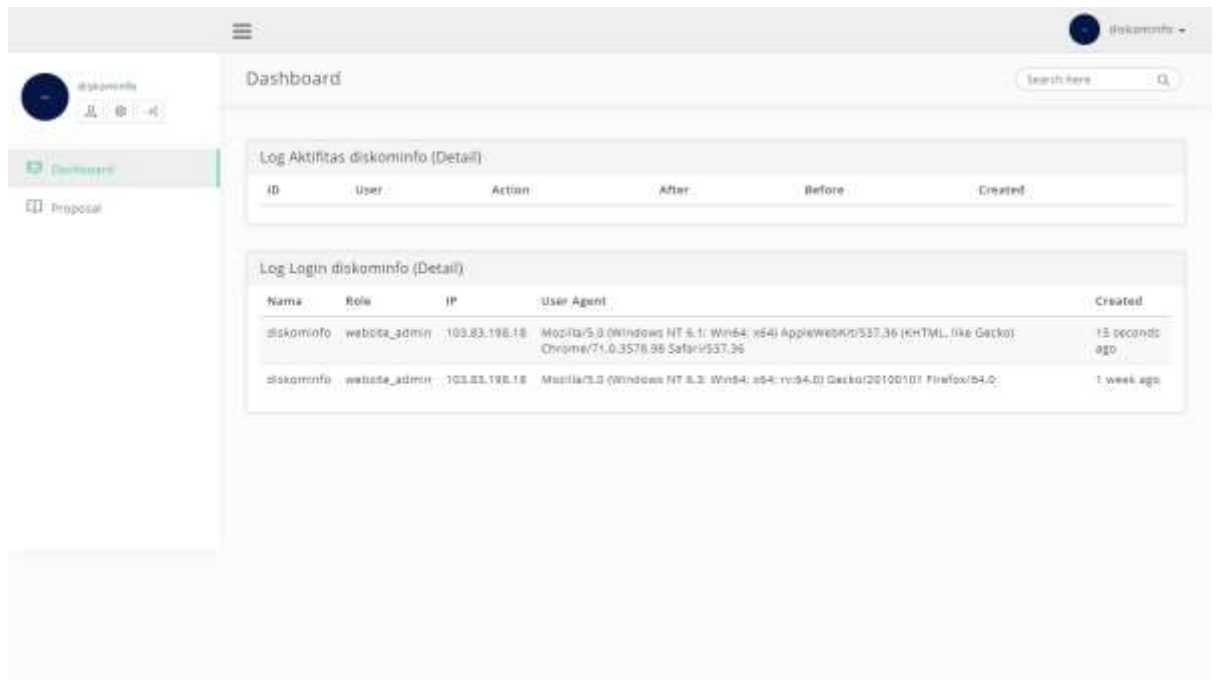 diskominfo
Dashboard
Search here
diskominfo
Dashboard
Proposal
Log Aktifitas diskominfo (Detail)
ID User Action After Before Created
Log Login diskominfo (Detail)
Nama Role IP User Agent Created
diskominfo website_admin 103.83.198.18 Mozilla/5.0 (Windows NT 6.1; Win64; x64) AppleWebKit/537.36 (KHTML, like Gecko) 15 seconds
Chrome/71.0.3578.98 Safari/537.36 ago
diskominfo website_admin 103.83.198.18 Mozilla/5.0 (Windows NT 6.3; Win64; x64; rv:64.0) Gecko/20100101 Firefox/64.0 1 week ago